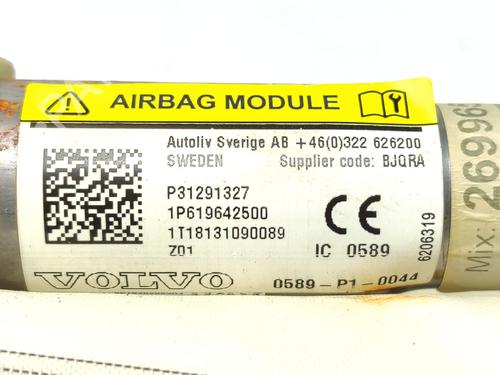 AIRBAG MODULE
Autoliv Sverige AB +46(0)322 626200
SWEDEN Supplier code: BJQRA
P31291327
1P619642500
1T18131090089
Z01 IC 0589
CE
VOLVO 0589-P1-0044
6206319
Mix: 26996